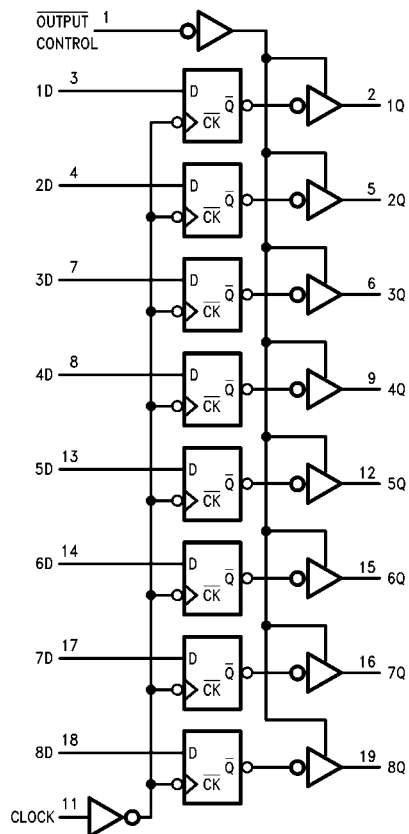 OUTPUT CONTROL 1
1D 3 D CK Q 2 1Q
2D 4 D CK Q 5 2Q
3D 7 D CK Q 6 3Q
4D 8 D CK Q 9 4Q
5D 13 D CK Q 12 5Q
6D 14 D CK Q 15 6Q
7D 17 D CK Q 16 7Q
8D 18 D CK Q 19 8Q
CLOCK 11